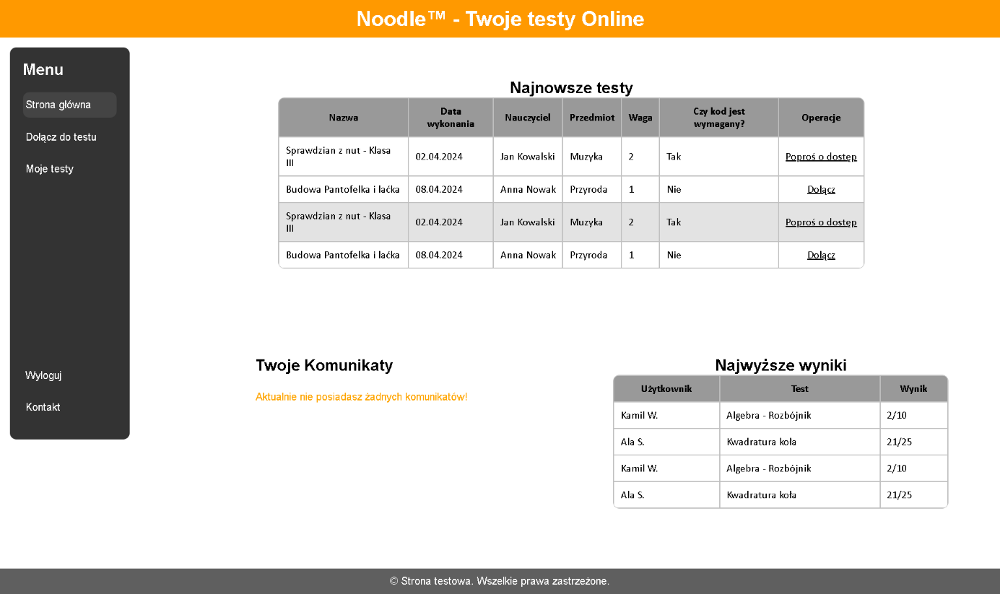 Noodle™ - Twoje testy Online
Menu
Strona główna
Dołącz do testu
Moje testy
Wyloguj
Kontakt
Najnowsze testy
Nazwa Data wykonania Nauczyciel Przedmiot Waga Czy kod jest wymagany? Operacje
Sprawdzian z nut - Klasa III 02.04.2024 Jan Kowalski Muzyka 2 Tak Poproś o dostęp
Budowa Pantofelka i laćka 08.04.2024 Anna Nowak Przyroda 1 Nie Dołącz
Sprawdzian z nut - Klasa III 02.04.2024 Jan Kowalski Muzyka 2 Tak Poproś o dostęp
Budowa Pantofelka i laćka 08.04.2024 Anna Nowak Przyroda 1 Nie Dołącz
Twoje Komunikaty
Aktualnie nie posiadasz żadnych komunikatów!
Najwyższe wyniki
Użytkownik Test Wynik
Kamil W. Algebra - Rozbójnik 2/10
Ala S. Kwadratura koła 21/25
Kamil W. Algebra - Rozbójnik 2/10
Ala S. Kwadratura koła 21/25
© Strona testowa. Wszelkie prawa zastrzeżone.